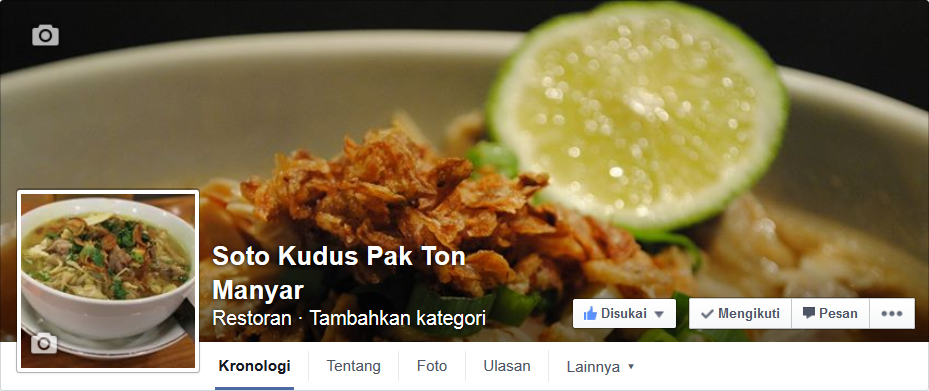 Soto Kudus Pak Ton
Manyar
Restoran · Tambahkan kategori
Disukai
Mengikuti
Pesan
Kronologi
Tentang
Foto
Ulasan
Lainnya